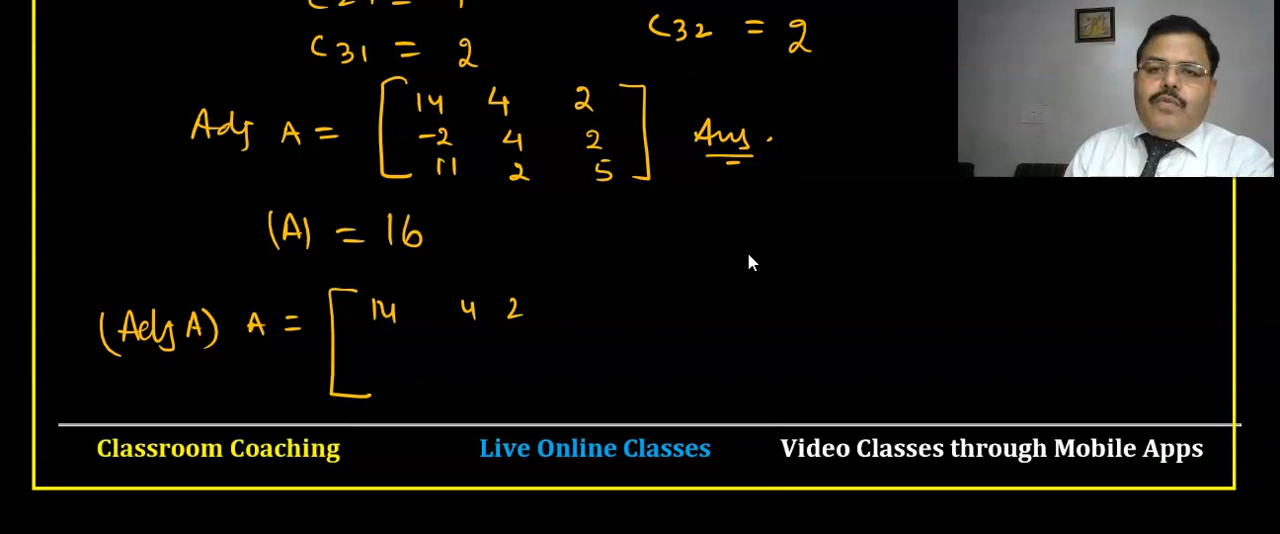 C31 = 2
C32 = 2
Adj A = [14 4 2
-2 4 2
11 2 5] Ans.
(A) = 16
(Adj A) A = [14 4 2
Classroom Coaching Live Online Classes Video Classes through Mobile Apps